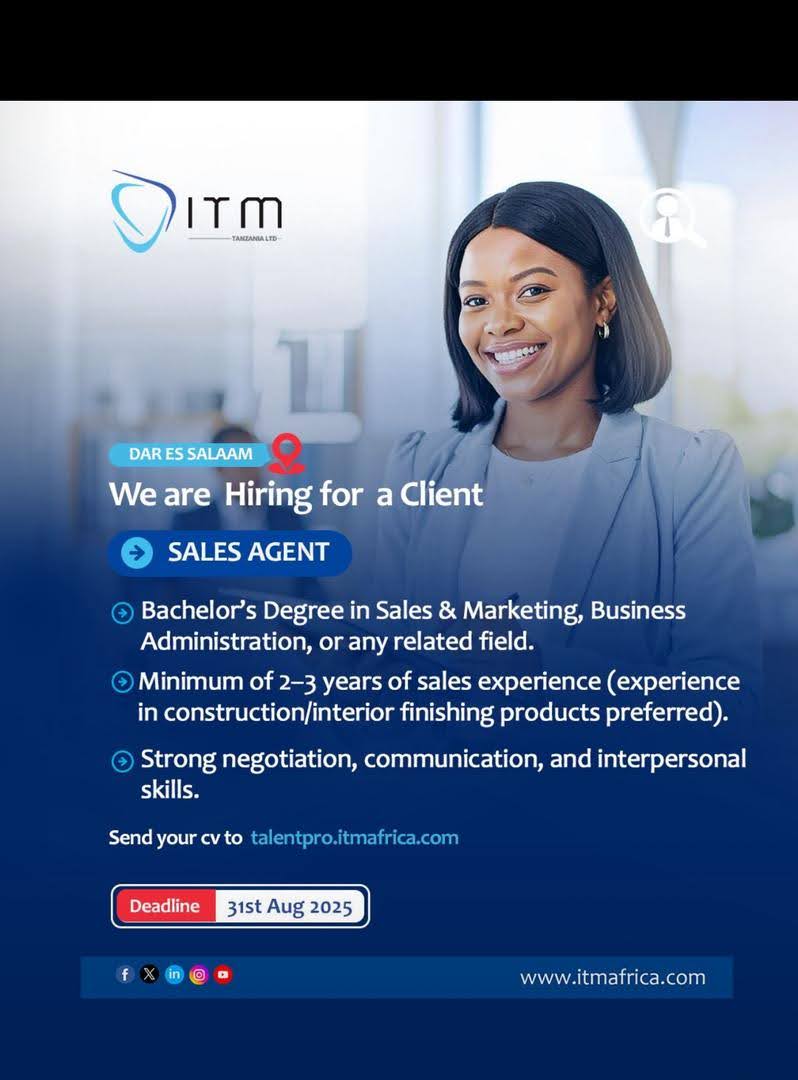 ITM
TANZANIA LTD
DAR ES SALAAM
We are Hiring for a Client
SALES AGENT
Bachelor’s Degree in Sales & Marketing, Business
Administration, or any related field.
Minimum of 2–3 years of sales experience (experience
in construction/interior finishing products preferred).
Strong negotiation, communication, and interpersonal
skills.
Send your cv to talentpro.itmafrica.com
Deadline 31st Aug 2025
www.itmafrica.com